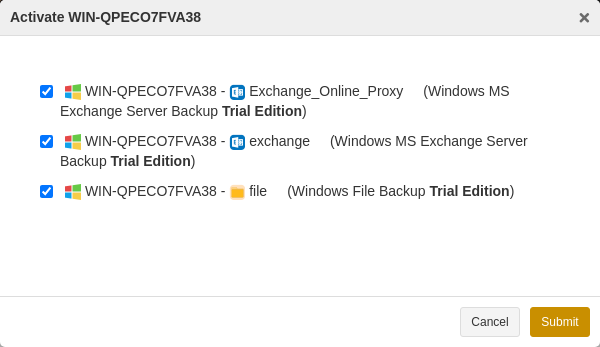 Activate WIN-QPECO7FVA38
WIN-QPECO7FVA38 - Exchange_Online_Proxy (Windows MS
Exchange Server Backup Trial Edition)
WIN-QPECO7FVA38 - exchange (Windows MS Exchange Server
Backup Trial Edition)
WIN-QPECO7FVA38 - file (Windows File Backup Trial Edition)
Cancel Submit